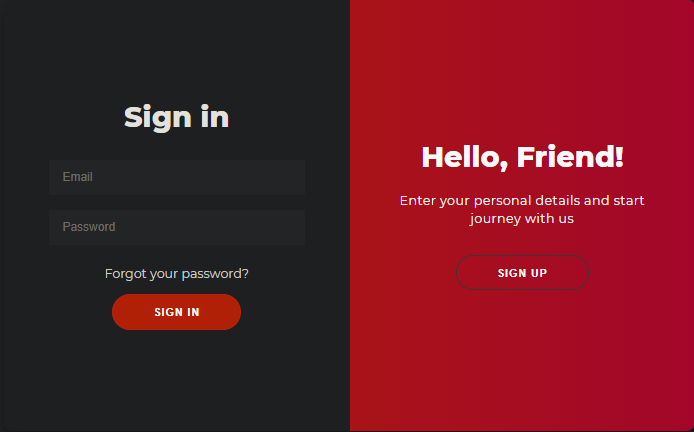 Sign in
Email
Password
Forgot your password?
SIGN IN
Hello, Friend!
Enter your personal details and start
journey with us
SIGN UP